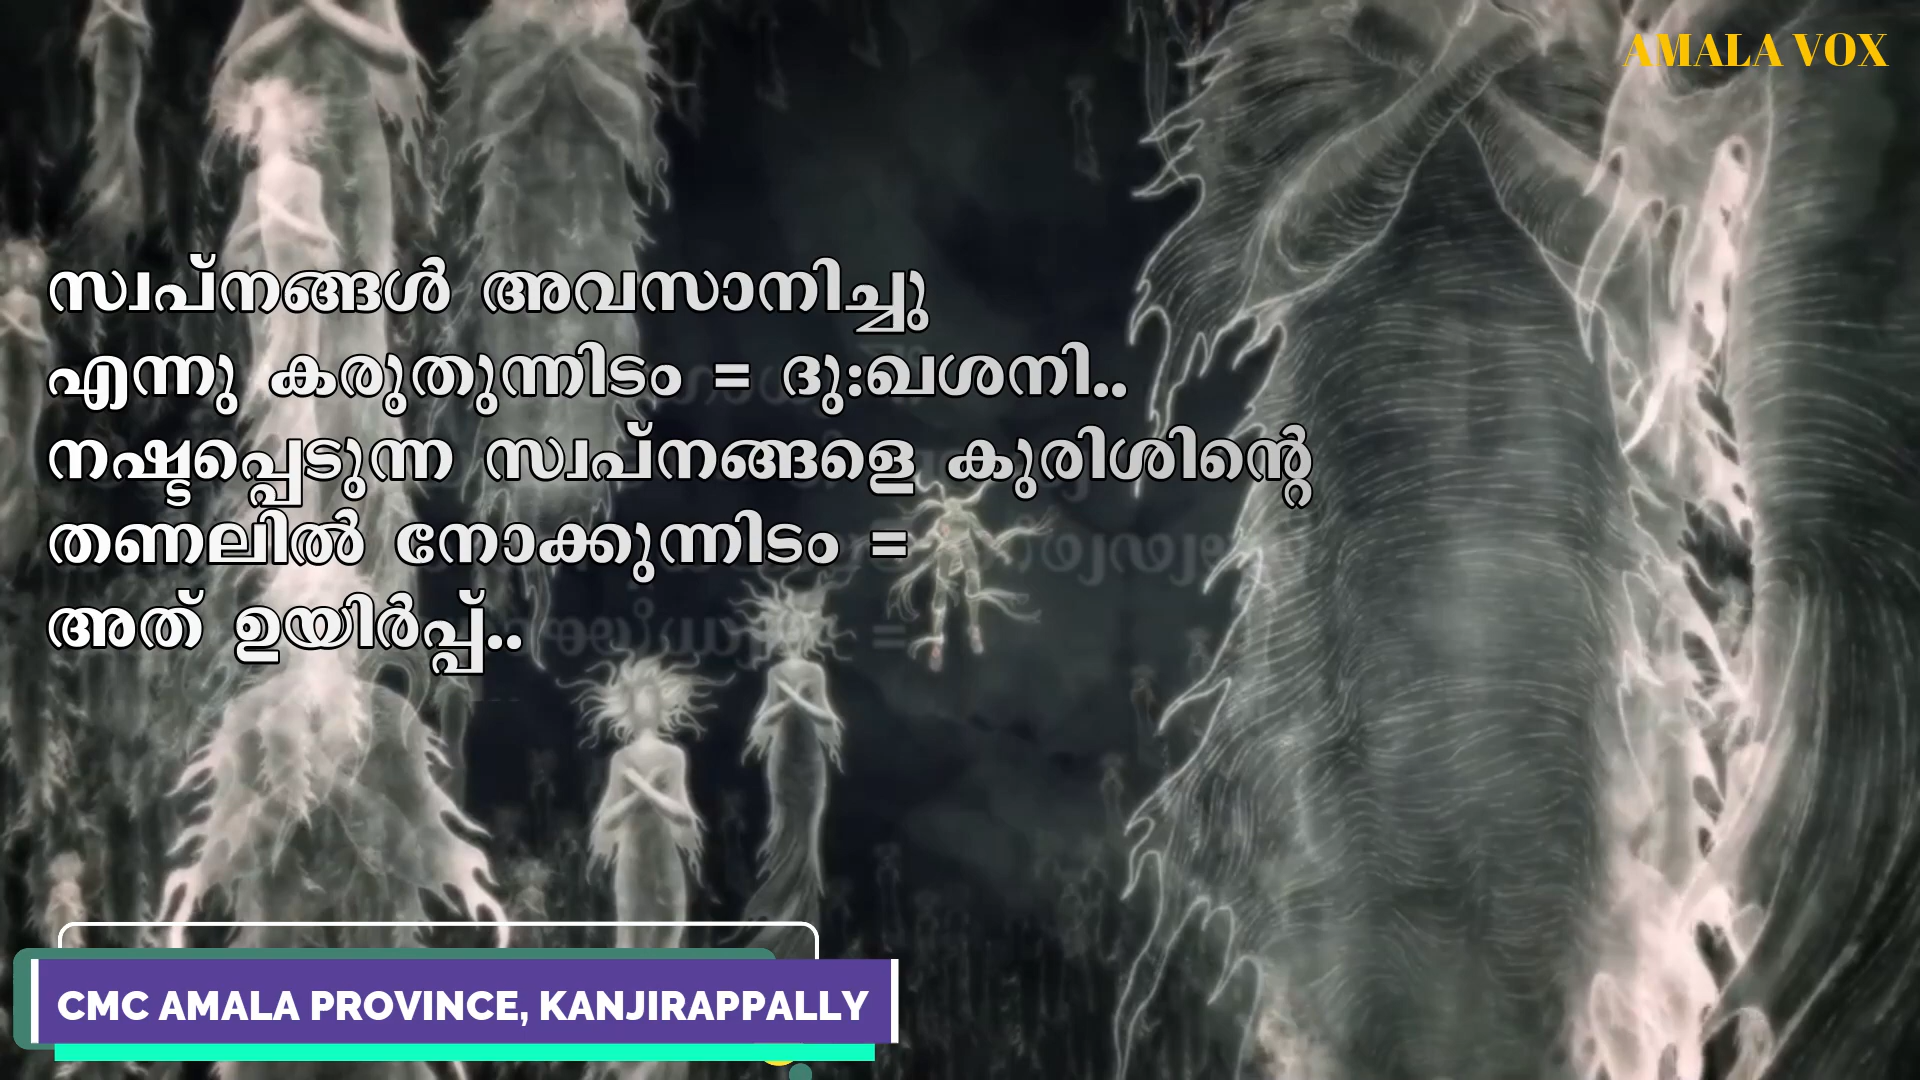 AMALA VOX
സ്വപ്നങ്ങൾ അവസാനിച്ചു
എന്നു കരുതുന്നിടം = ദു:ഖശനി..
നഷ്ടപ്പെടുന്ന സ്വപ്നങ്ങളെ കുരിശിന്റെ
തണലിൽ നോക്കുന്നിടം =
അത് ഉയിർപ്പ്..
CMC AMALA PROVINCE, KANJIRAPPALLY